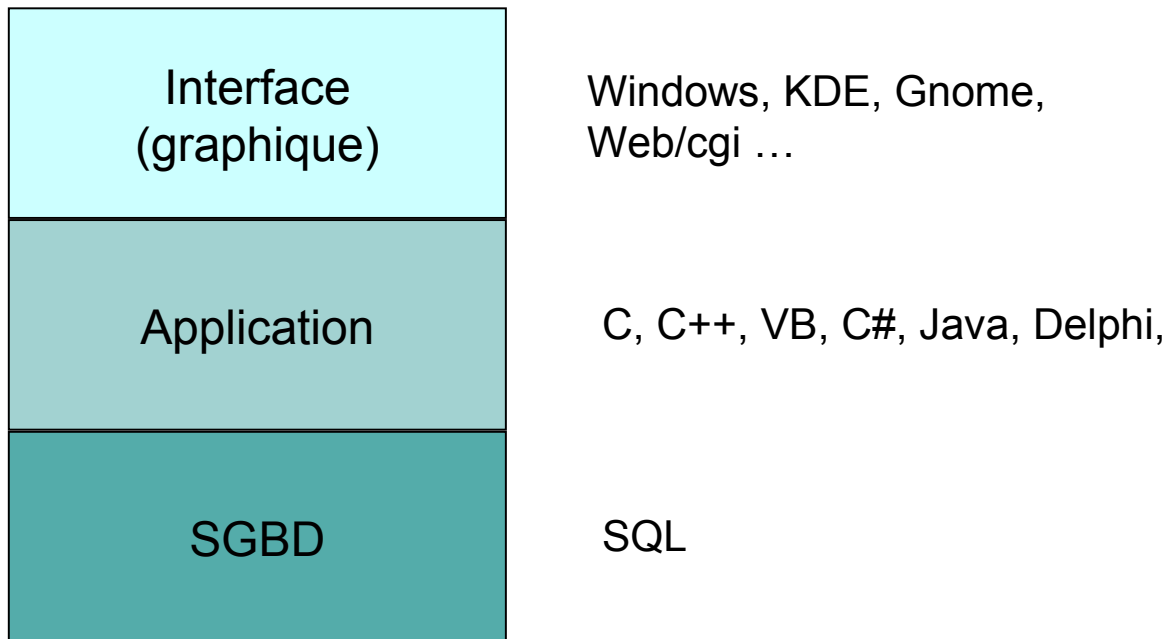 Interface
(graphique)
Windows, KDE, Gnome,
Web/cgi …
Application
C, C++, VB, C#, Java, Delphi,
SGBD
SQL